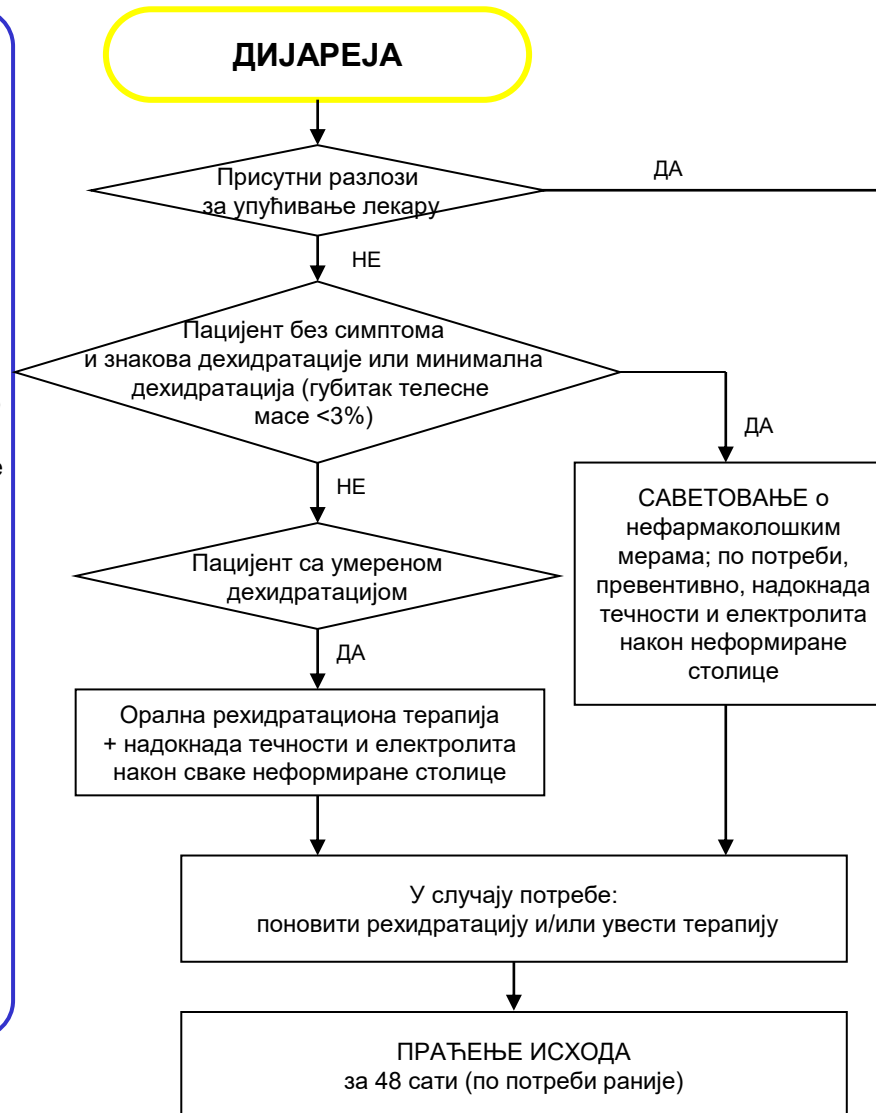 ДИЈАРЕЈА
Присутни разлози
за упућивање лекару
ДА
НЕ
Пацијент без симптома
и знакова дехидратације или минимална
дехидратација (губитак телесне
масе <3%)
ДА
НЕ
САВЕТОВАЊЕ о
нефармаколошким
мерама; по потреби,
превентивно, надокнада
течности и електролита
након неформиране
столице
Пацијент са умереном
дехидратацијом
ДА
Орална рехидратациона терапија
+ надокнада течности и електролита
након сваке неформиране столице
У случају потребе:
поновити рехидратацију и/или увести терапију
ПРАЋЕЊЕ ИСХОДА
за 48 сати (по потреби раније)